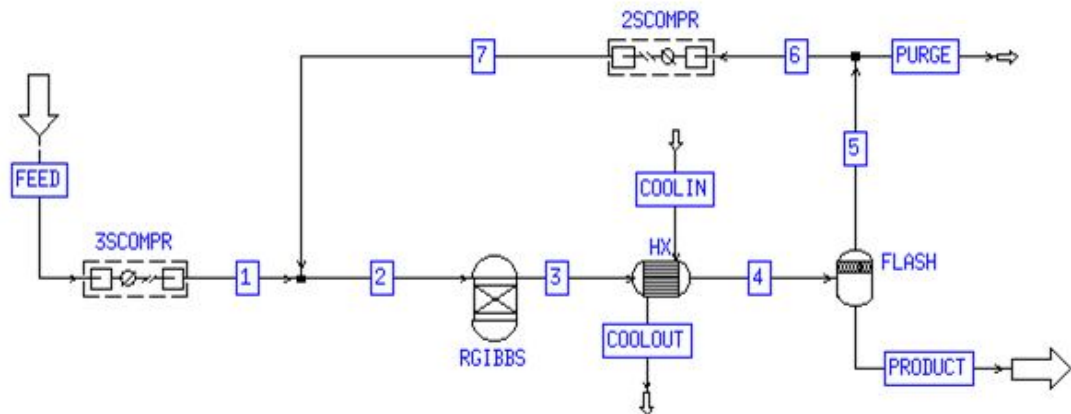 2SCOMPR
7
6
PURGE
5
FEED
COOLIN
3SCOMPR
HX
FLASH
1
2
3
4
RGIBBS
COOLOUT
PRODUCT